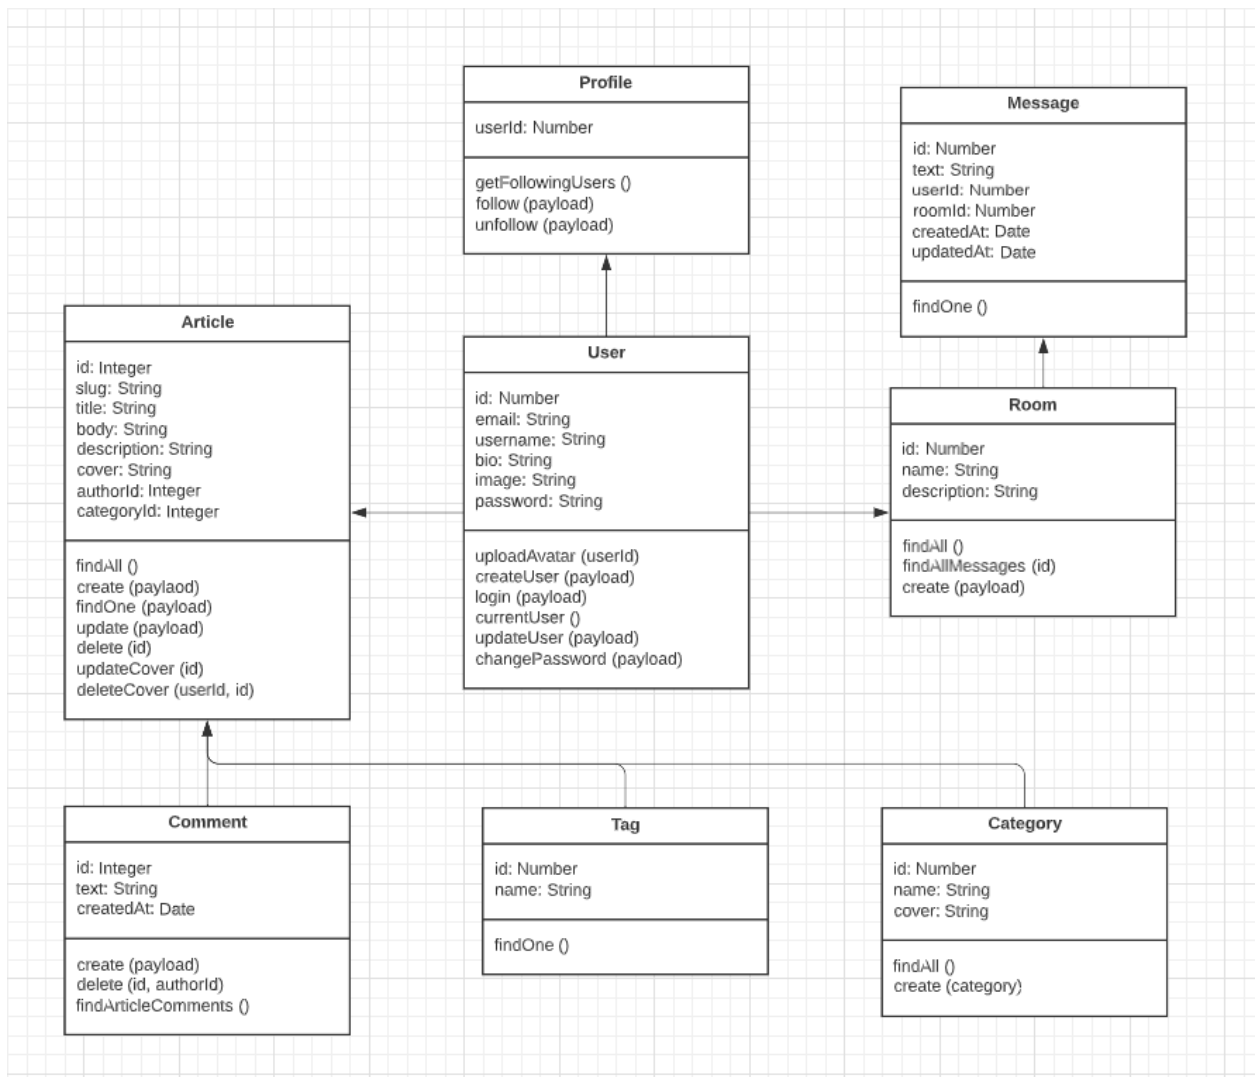 Profile
userId: Number
getFollowingUsers ()
follow (payload)
unfollow (payload)
Message
id: Number
text: String
userId: Number
roomId: Number
createdAt: Date
updatedAt: Date
findOne ()
Article
id: Integer
slug: String
title: String
body: String
description: String
cover: String
authorId: Integer
categoryId: Integer
findAll ()
create (paylaod)
findOne (payload)
update (payload)
delete (id)
updateCover (id)
deleteCover (userId, id)
User
id: Number
email: String
username: String
bio: String
image: String
password: String
uploadAvatar (userId)
createUser (payload)
login (payload)
currentUser ()
updateUser (payload)
changePassword (payload)
Room
id: Number
name: String
description: String
findAll ()
findAllMessages (id)
create (payload)
Comment
id: Integer
text: String
createdAt: Date
create (payload)
delete (id, authorId)
findArticleComments ()
Tag
id: Number
name: String
findOne ()
Category
id: Number
name: String
cover: String
findAll ()
create (category)